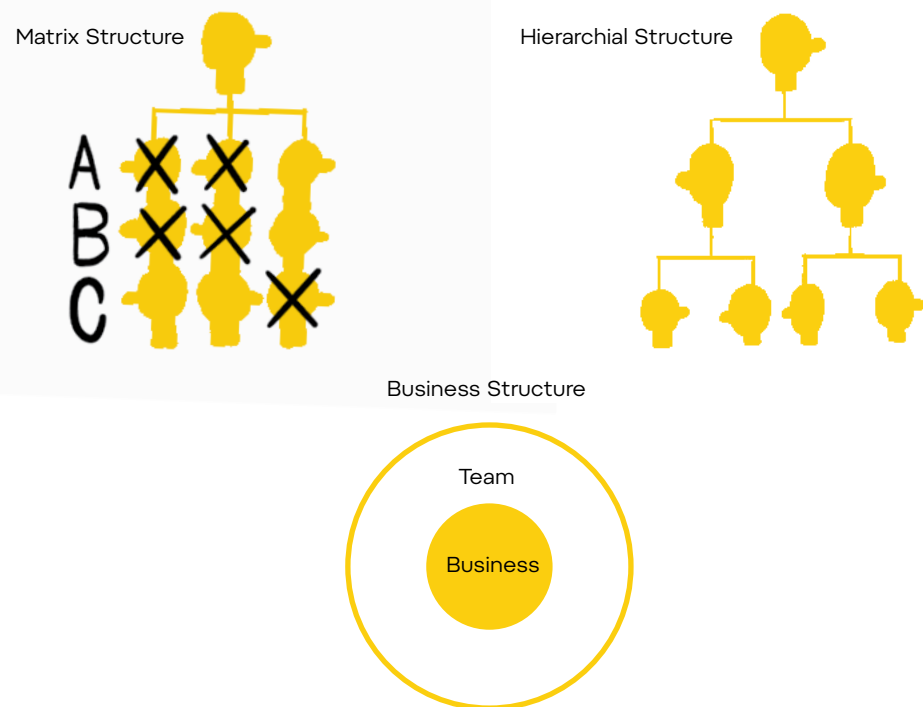 Matrix Structure
Hierarchial Structure
A
B
C
Business Structure
Team
Business